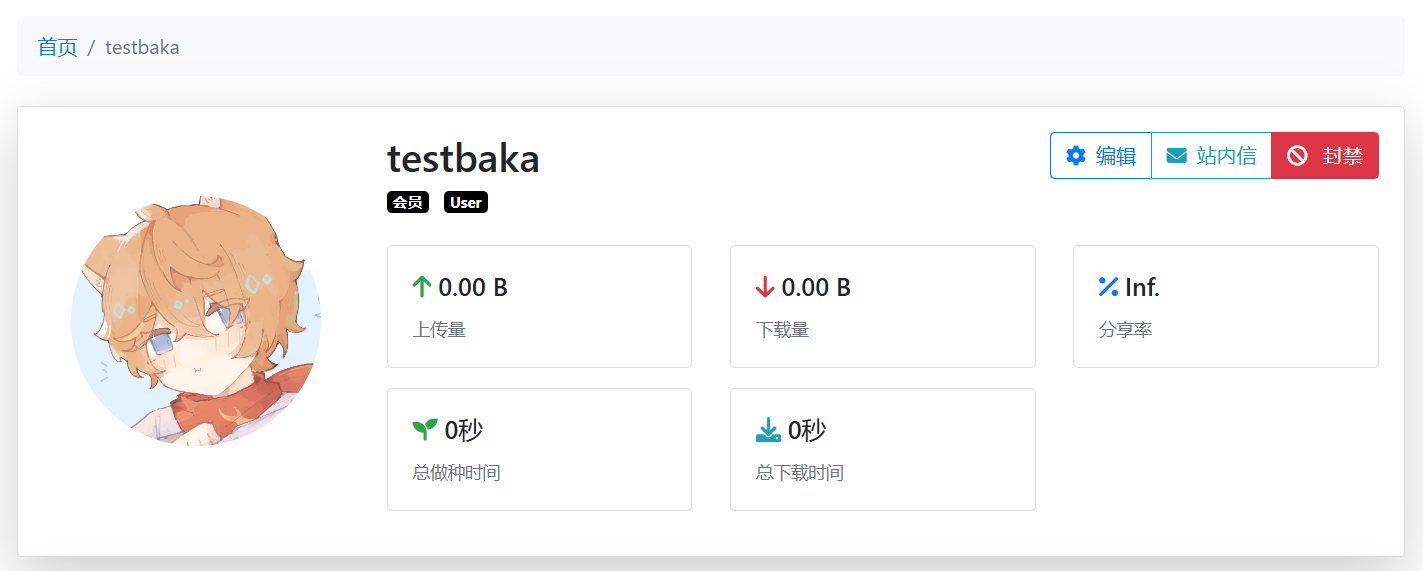 首页 / testbaka
testbaka
编辑 站内信 封禁
会员 User
0.00 B
上传量
0.00 B
下载量
Inf.
分享率
0秒
总做种时间
0秒
总下载时间